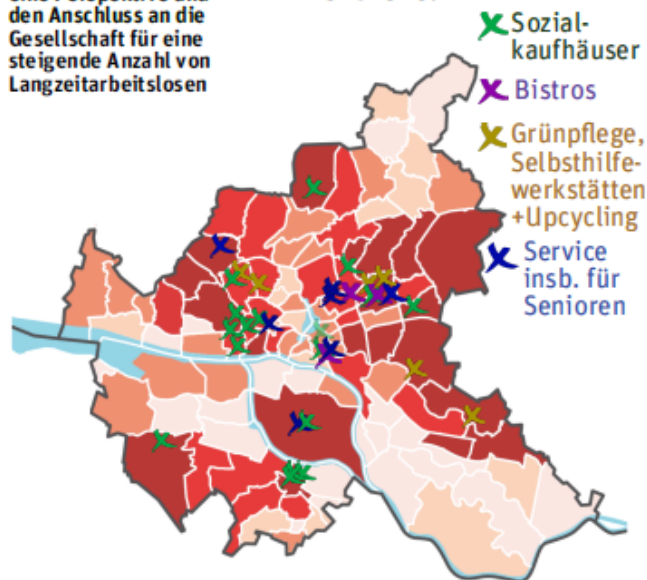 den Anschluss an die
Gesellschaft für eine
steigende Anzahl von
Langzeitarbeitslosen
Sozial-
kaufhäuser
Bistros
Grünpflege,
Selbsthilfe-
werkstätten
+Upcycling
Service
insb. für
Senioren